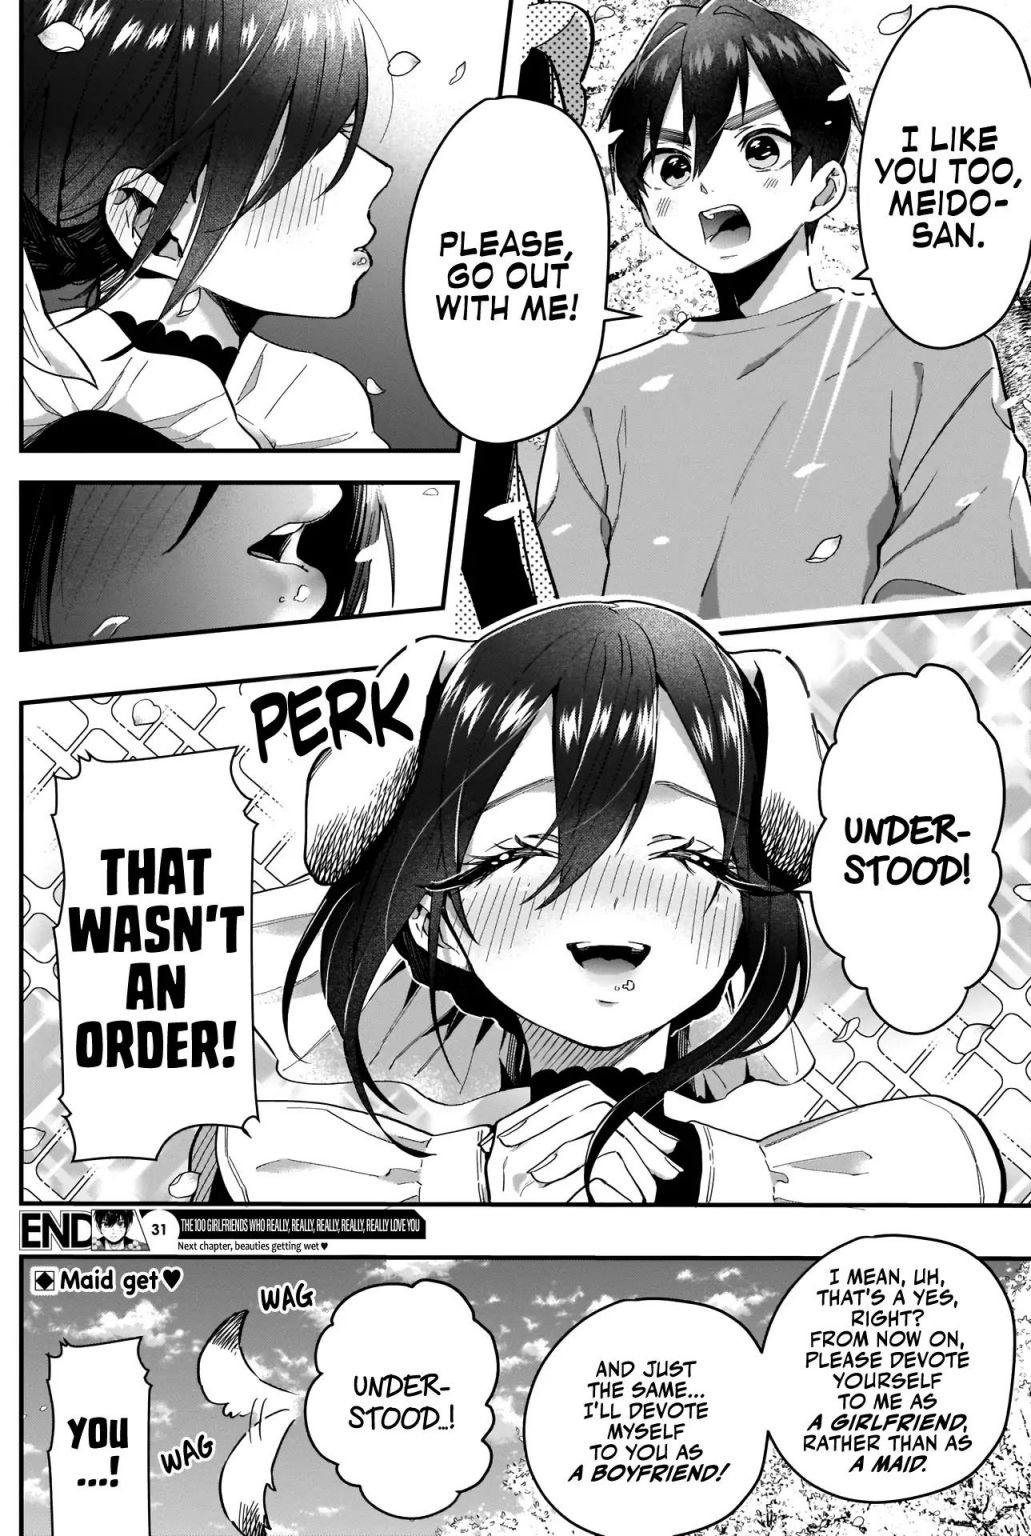 I LIKE
YOU TOO,
MEIDO-
SAN.
PLEASE,
GO OUT
WITH ME!
PERK
UNDER-
STOOD!
THAT
WASN'T
AN
ORDER!
END
31
THE 100 GIRLFRIENDS WHO REALLY, REALLY, REALLY, REALLY, REALLY LOVE YOU
Next chapter, beauties getting wet♥
Maid get♥
I MEAN, UH,
THAT'S A YES,
RIGHT?
FROM NOW ON,
PLEASE DEVOTE
YOURSELF
TO ME AS
A GIRLFRIEND,
RATHER THAN AS
A MAID.
AND JUST
THE SAME...
I'LL DEVOTE
MYSELF
TO YOU AS
A BOYFRIEND!
UNDER-
STOOD...!
WAG
WAG
YOU
...!